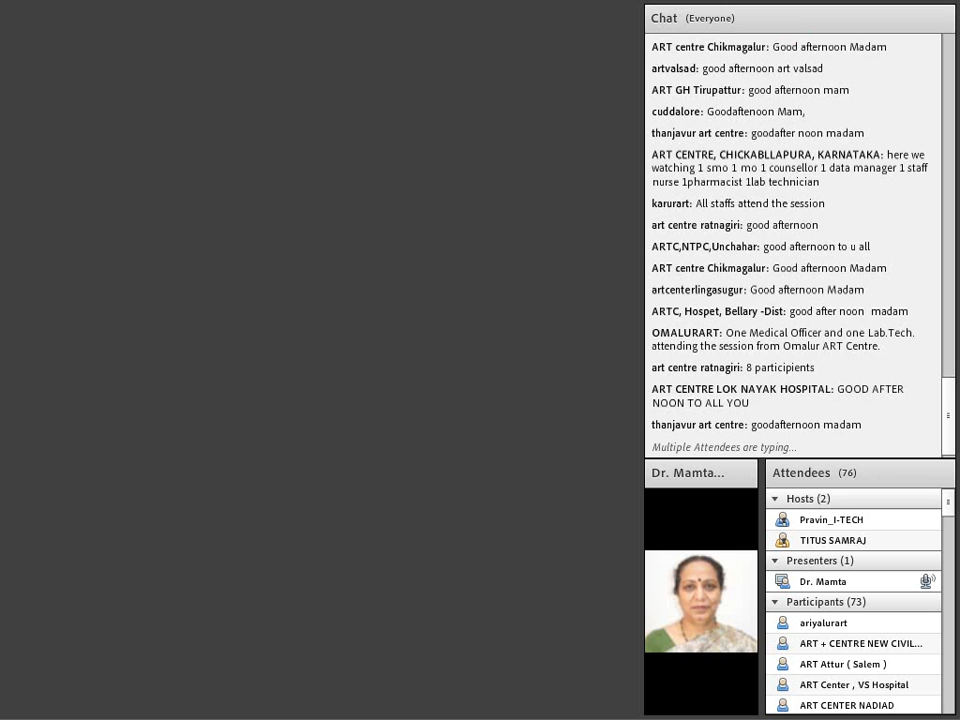 Chat (Everyone)
ART centre Chikmagalur: Good afternoon Madam
artvalsad: good afternoon art valsad
ART GH Tirupattur: good afternoon mam
cuddalore: Goodaftenoon Mam,
thanjavur art centre: goodafter noon madam
ART CENTRE, CHICKABLLAPURA, KARNATAKA: here we
watching 1 smo 1 mo 1 counsellor 1 data manager 1 staff
nurse 1pharmacist 1lab technician
karurart: All staffs attend the session
art centre ratnagiri: good afternoon
ARTC,NTPC,Unchahar: good afternoon to u all
ART centre Chikmagalur: Good afternoon Madam
artcenterlingasugur: Good afternoon Madam
ARTC, Hospet, Bellary -Dist: good after noon  madam
OMALURART: One Medical Officer and one Lab.Tech.
attending the session from Omalur ART Centre.
art centre ratnagiri: 8 participients
ART CENTRE LOK NAYAK HOSPITAL: GOOD AFTER
NOON TO ALL YOU
thanjavur art centre: goodafternoon madam
Multiple Attendees are typing...
Dr. Mamta...
Attendees (76)
Hosts (2)
Pravin_I-TECH
TITUS SAMRAJ
Presenters (1)
Dr. Mamta
Participants (73)
ariyalurart
ART + CENTRE NEW CIVIL...
ART Attur ( Salem )
ART Center , VS Hospital
ART CENTER NADIAD